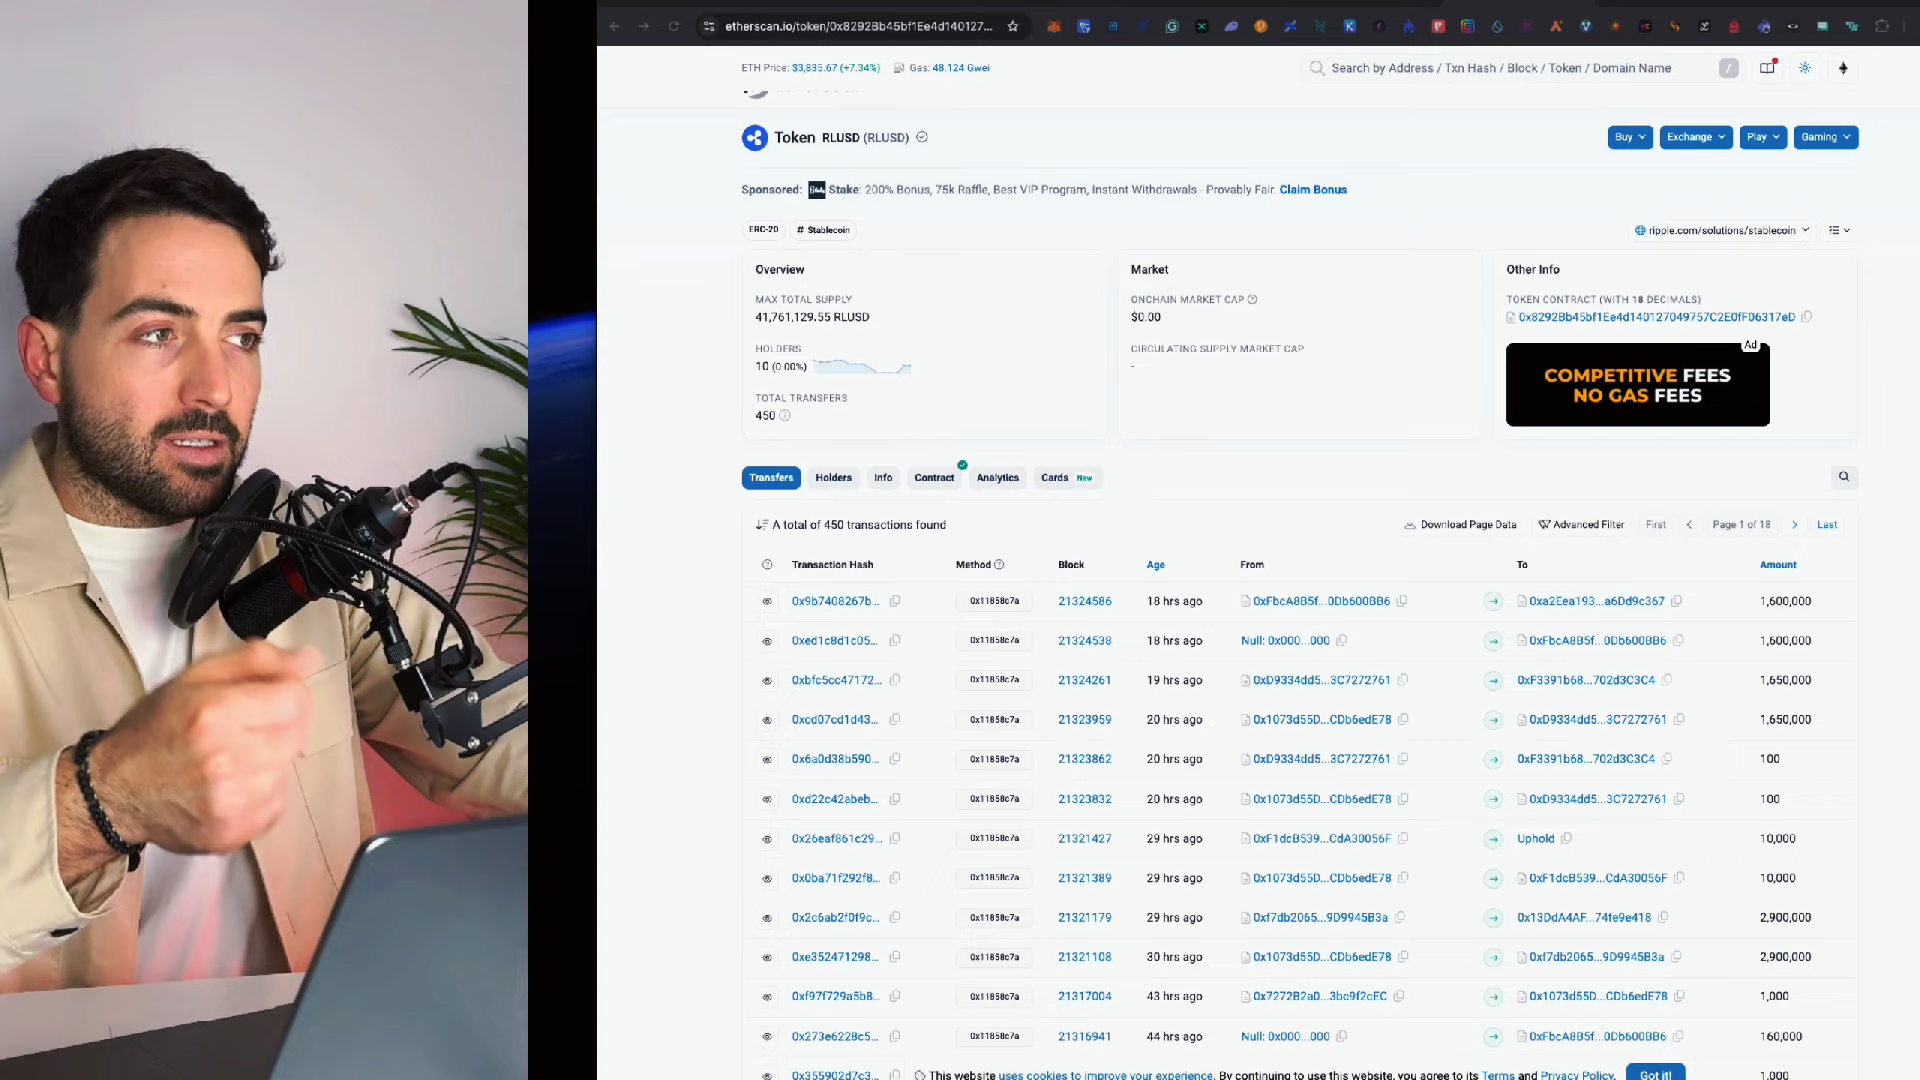 etherscan.io/token/0x8292Bb45bf1Ee4d140127...
ETH Price: $3,835.67 (+7.34%) Gas: 48.124 Gwei
Search by Address / Txn Hash / Block / Token / Domain Name /
Token RLUSD (RLUSD)
Buy Exchange Play Gaming
Sponsored: Stake: 200% Bonus, 75k Raffle, Best VIP Program, Instant Withdrawals - Provably Fair Claim Bonus
ERC-20 # Stablecoin
ripple.com/solutions/stablecoin
Overview
MAX TOTAL SUPPLY
41,761,129.55 RLUSD
HOLDERS
10 (0.00%)
TOTAL TRANSFERS
450
Market
ONCHAIN MARKET CAP
$0.00
CIRCULATING SUPPLY MARKET CAP
-
Other Info
TOKEN CONTRACT (WITH 18 DECIMALS)
0x8292Bb45bf1Ee4d140127049757C2E0fF06317eD
Ad
COMPETITIVE FEES
NO GAS FEES
Transfers Holders Info Contract Analytics Cards New
A total of 450 transactions found
Download Page Data Advanced Filter First Page 1 of 18 Last
Transaction Hash Method Block Age From To Amount
0x9b7408267b... 0x11858c7a 21324586 18 hrs ago 0xFbcA8B5f...0Db600BB6 0xa2Eea193...a6Dd9c367 1,600,000
0xed1c8d1c05... 0x11858c7a 21324538 18 hrs ago Null: 0x000...000 0xFbcA8B5f...0Db600BB6 1,600,000
0xbfc5cc47172... 0x11858c7a 21324261 19 hrs ago 0xD9334dd5...3C7272761 0xF3391b68...702d3C3C4 1,650,000
0xcd07cd1d43... 0x11858c7a 21323959 20 hrs ago 0x1073d55D...CDb6edE78 0xD9334dd5...3C7272761 1,650,000
0x6a0d38b590... 0x11858c7a 21323862 20 hrs ago 0xD9334dd5...3C7272761 0xF3391b68...702d3C3C4 100
0xd22c42abeb... 0x11858c7a 21323832 20 hrs ago 0x1073d55D...CDb6edE78 0xD9334dd5...3C7272761 100
0x26eaf861c29... 0x11858c7a 21321427 29 hrs ago 0xF1dcB539...CdA30056F Uphold 10,000
0x0ba71f292f8... 0x11858c7a 21321389 29 hrs ago 0x1073d55D...CDb6edE78 0xF1dcB539...CdA30056F 10,000
0x2c6ab2f0f9c... 0x11858c7a 21321179 29 hrs ago 0xf7db2065...9D9945B3a 0x13DdA4AF...74fe9e418 2,900,000
0xe352471298... 0x11858c7a 21321108 30 hrs ago 0x1073d55D...CDb6edE78 0xf7db2065...9D9945B3a 2,900,000
0xf97f729a5b8... 0x11858c7a 21317004 43 hrs ago 0x7272B2a0...3bc9f2cEC 0x1073d55D...CDb6edE78 1,000
0x273e6228c5... 0x11858c7a 21316941 44 hrs ago Null: 0x000...000 0xFbcA8B5f...0Db600BB6 160,000
0x355902d7c3... 1,000
This website uses cookies to improve your experience. By continuing to use this website, you agree to its Terms and Privacy Policy. Got it!